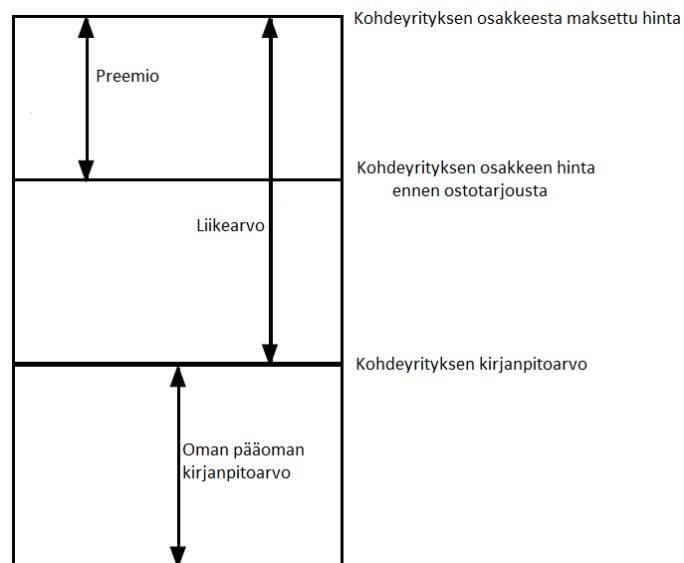 Kohdeyrityksen osakkeesta maksettu hinta
Preemio
Kohdeyrityksen osakkeen hinta
ennen ostotarjousta
Liikearvo
Kohdeyrityksen kirjanpitoarvo
Oman pääoman
kirjanpitoarvo